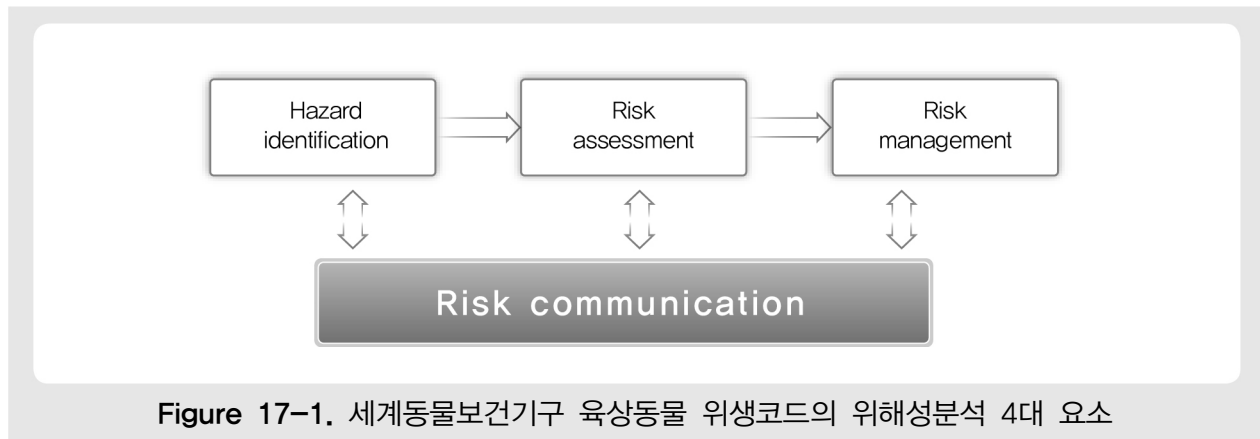 Hazard
identification
Risk
assessment
Risk
management
Risk communication
Figure 17-1. 세계동물보건기구 육상동물 위생코드의 위해성분석 4대 요소